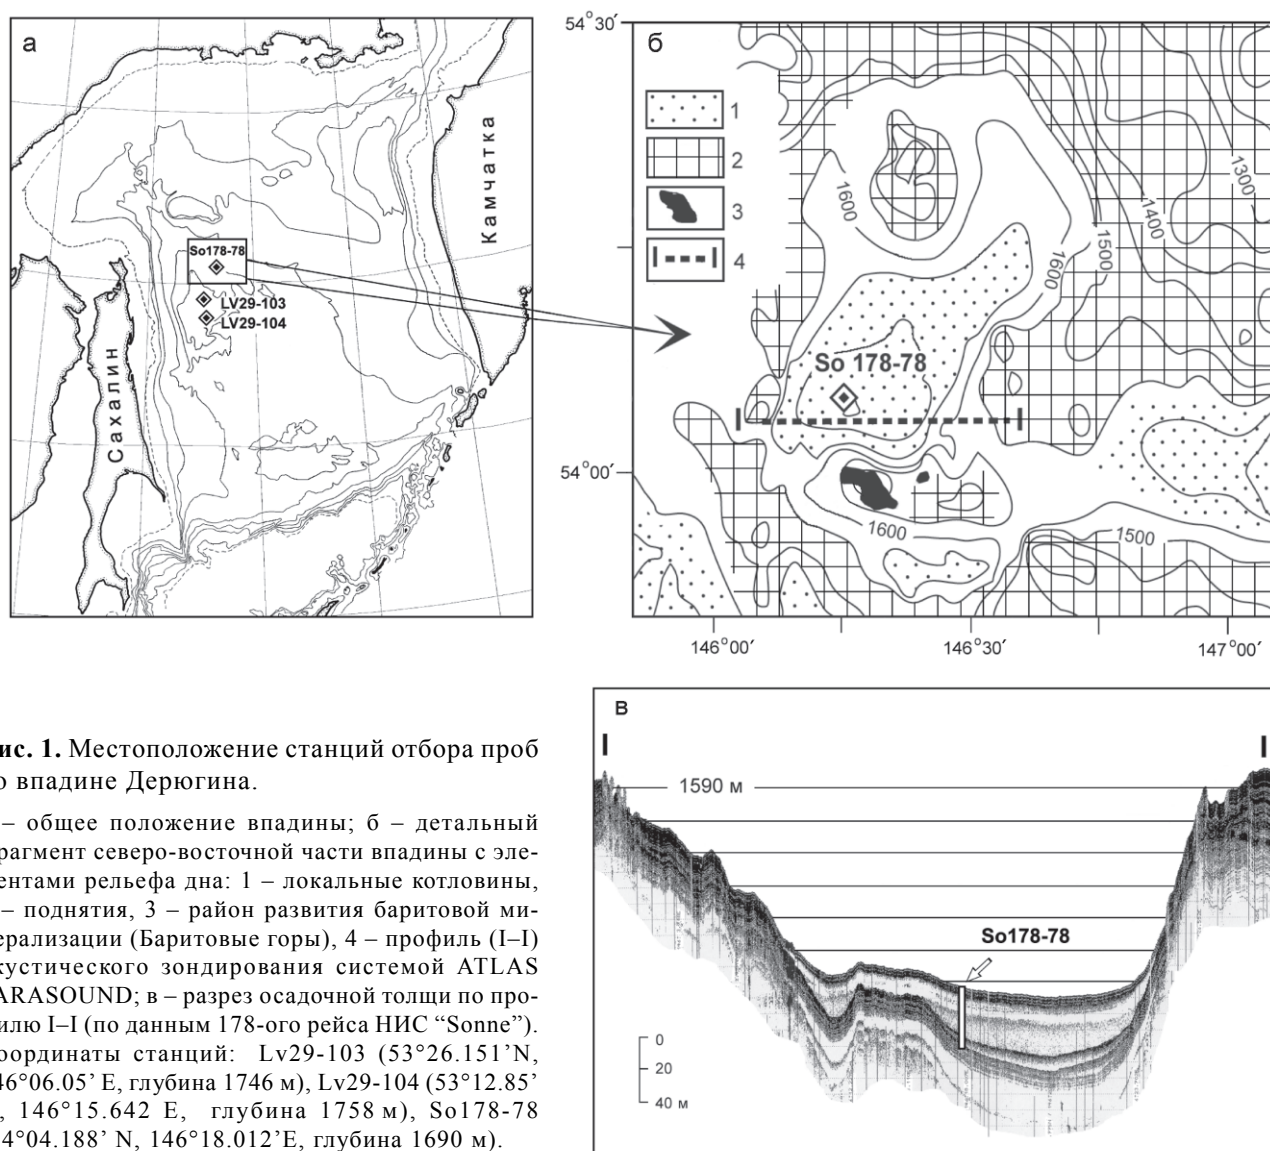 а
Камчатка
Сахалин
So178-78
LV29-103
LV29-104
54°30′
б
1
2
3
4
1600
1300
1400
1500
1600
So 178-78
54°00′
1600
1500
146°00′
146°30′
147°00′
ис. 1. Местоположение станций отбора проб
о впадине Дерюгина.
– общее положение впадины; б – детальный
рагмент северо-восточной части впадины с эле-
ентами рельефа дна: 1 – локальные котловины,
– поднятия, 3 – район развития баритовой ми-
ерализации (Баритовые горы), 4 – профиль (I–I)
кустического зондирования системой ATLAS
ARASOUND; в – разрез осадочной толщи по про-
илю I–I (по данным 178-ого рейса НИС “Sonne”).
оординаты станций: Lv29-103 (53°26.151’N,
46°06.05’ E, глубина 1746 м), Lv29-104 (53°12.85’
, 146°15.642 E, глубина 1758 м), So178-78
4°04.188’ N, 146°18.012’E, глубина 1690 м).
в
I
I
1590 м
So178-78
0
20
40 м